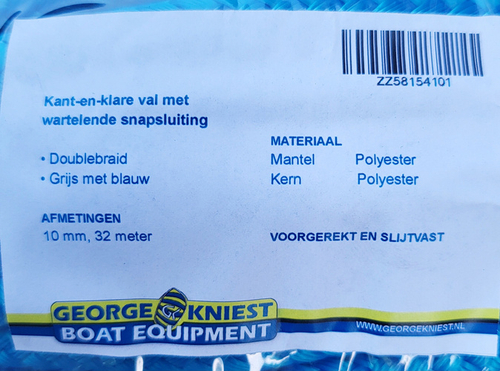 ZZ58154101
Kant-en-klare val met
wartelende snapsluiting
• Doublebraid
• Grijs met blauw
MATERIAAL
Mantel Polyester
Kern Polyester
AFMETINGEN
10 mm, 32 meter
VOORGEREKT EN SLIJTVAST
GEORGE GK KNIEST
BOAT EQUIPMENT
WWW.GEORGEKNIEST.NL